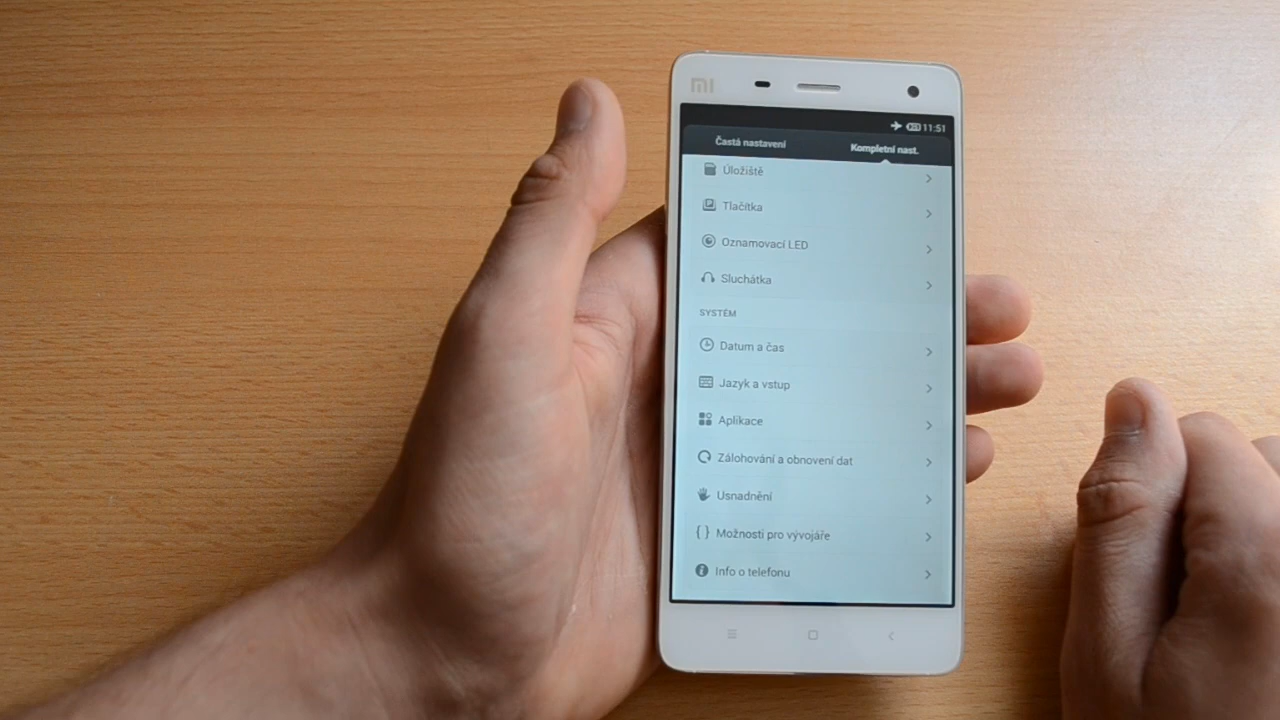 MI
11:51
Častá nastavení
Kompletní nast.
Úložiště
Tlačítka
Oznamovací LED
Sluchátka
SYSTÉM
Datum a čas
Jazyk a vstup
Aplikace
Zálohování a obnovení dat
Usnadnění
Možnosti pro vývojáře
Info o telefonu